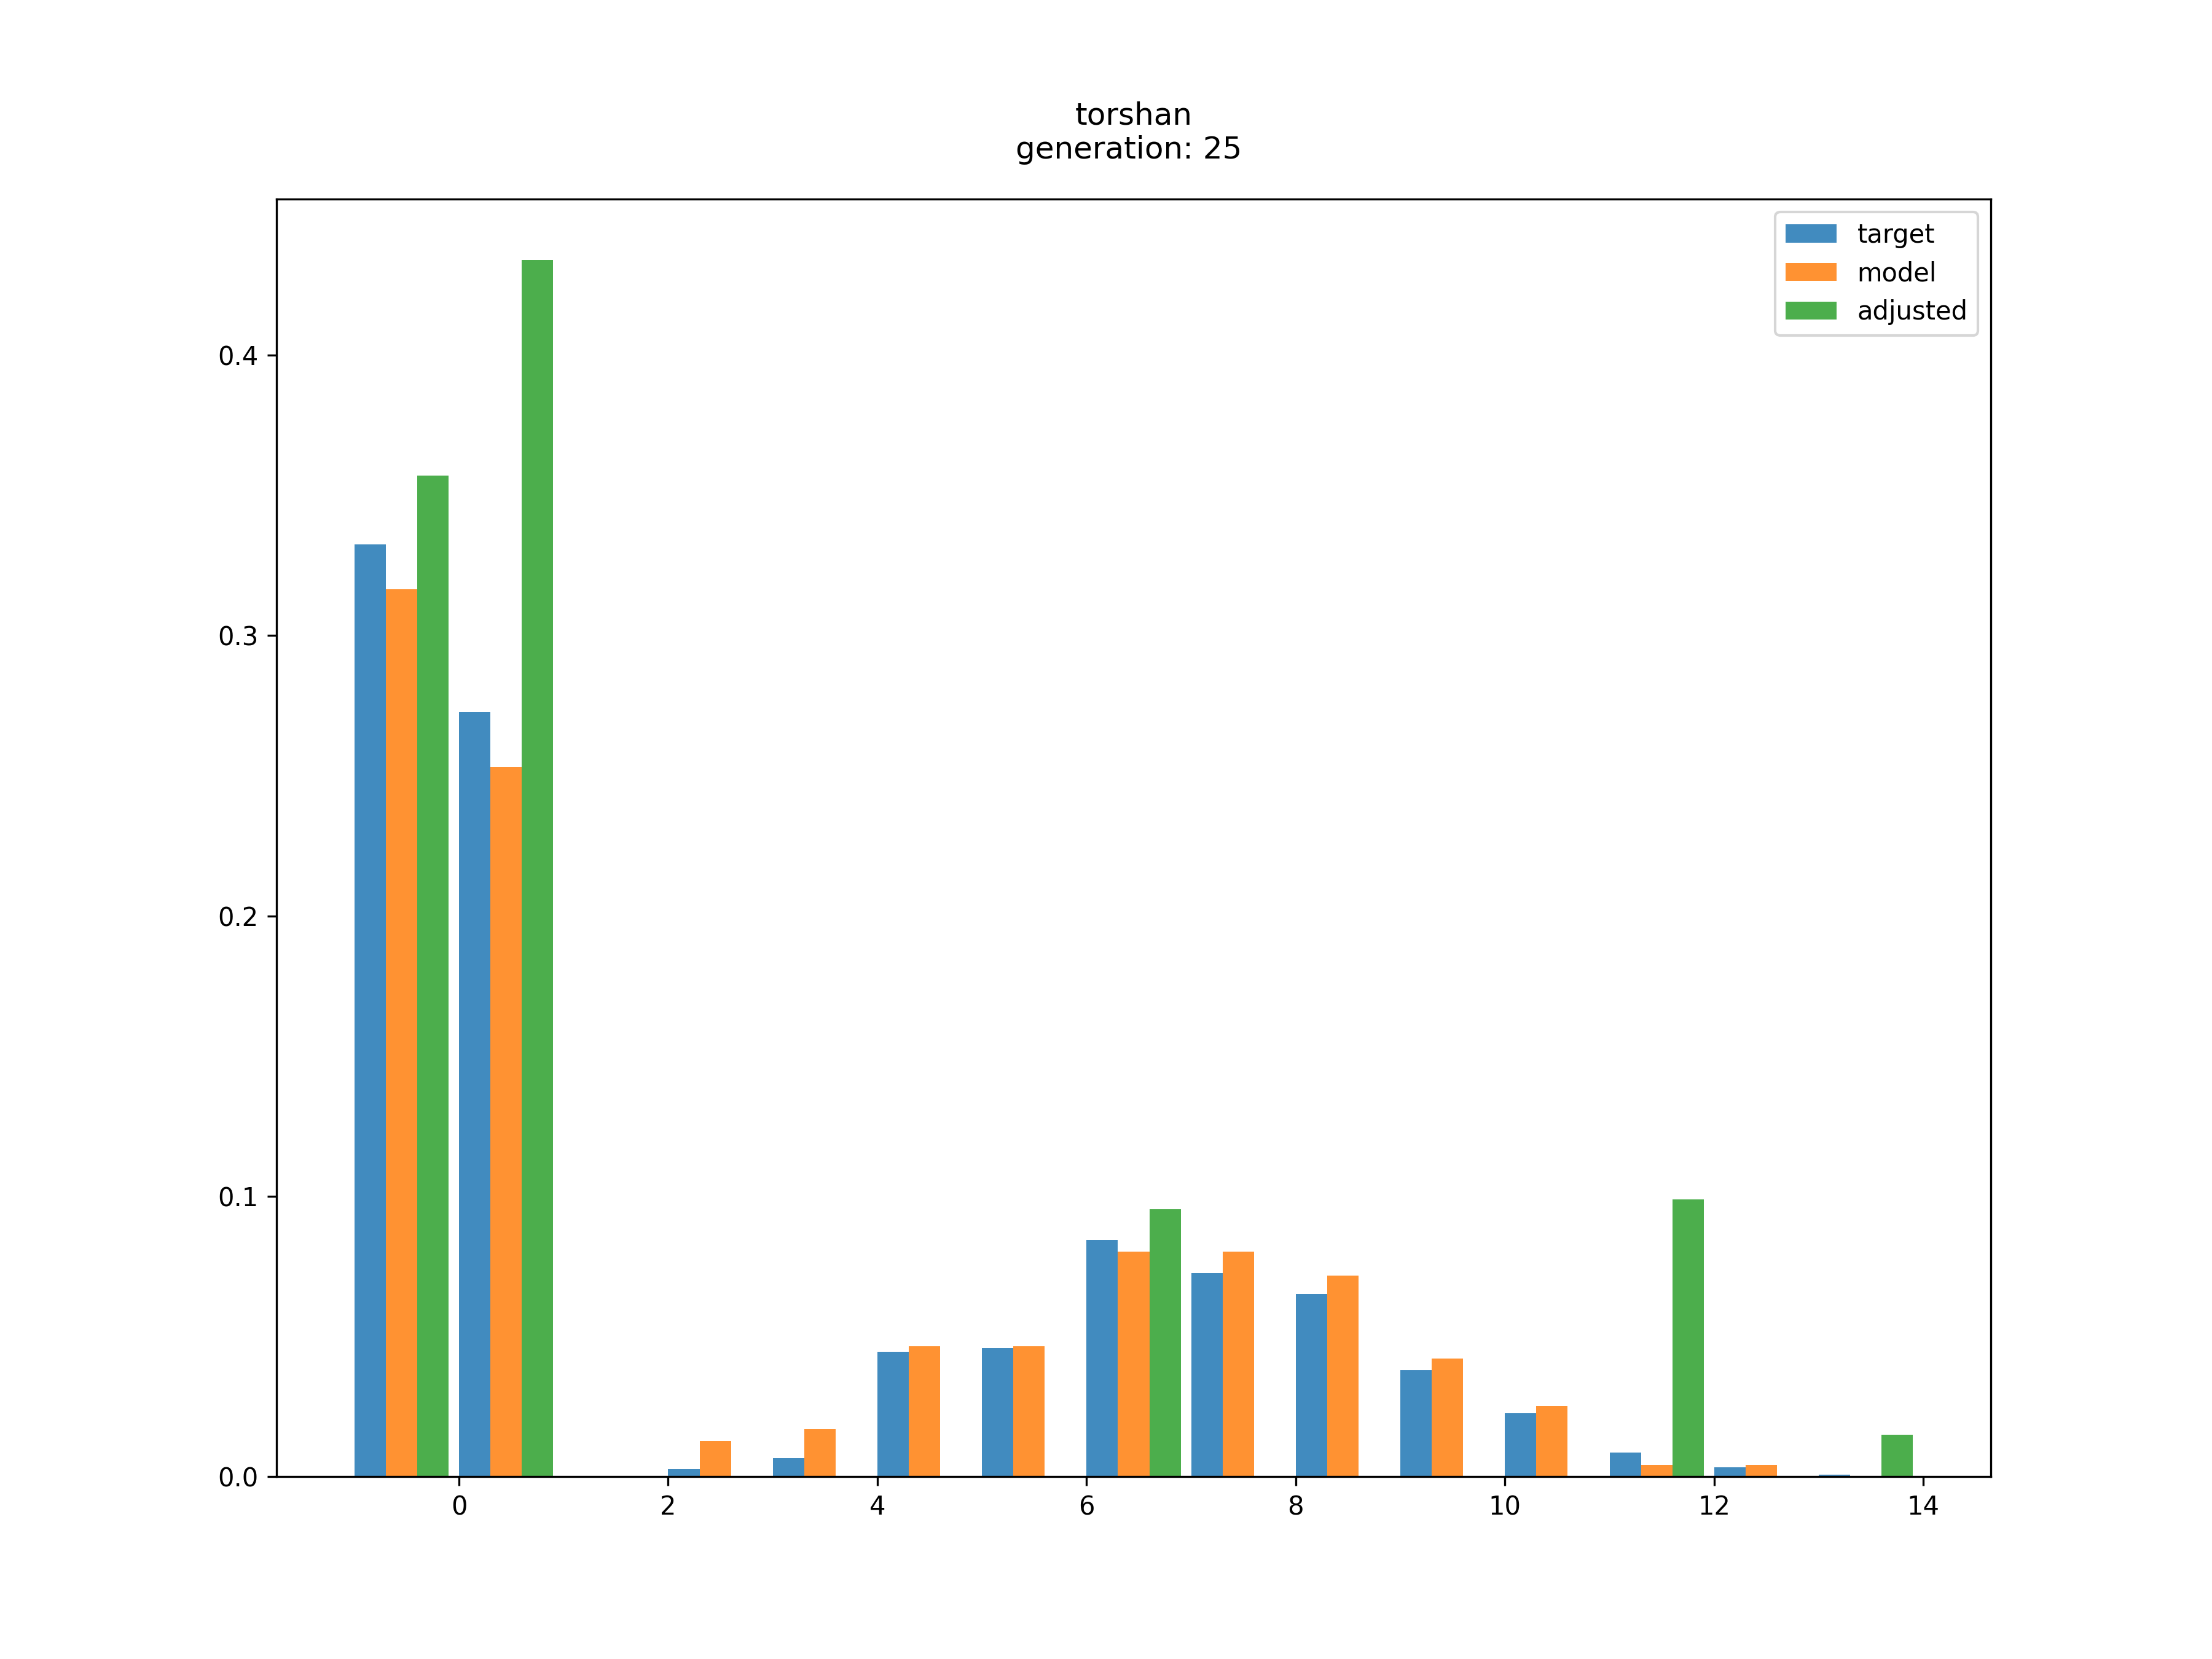 torshan
generation: 25
target
model
adjusted
0.4
0.3
0.2
0.1
0.0
0 2 4 6 8 10 12 14